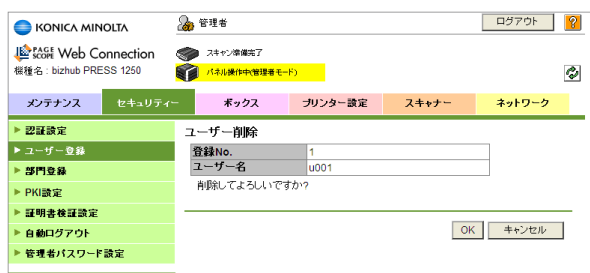 KONICA MINOLTA
管理者
ログアウト
?
PAGE SCOPE Web Connection
スキャン準備完了
機種名 : bizhub PRESS 1250
パネル操作中(管理者モード)
メンテナンス
セキュリティー
ボックス
プリンター設定
スキャナー
ネットワーク
認証設定
ユーザー登録
部門登録
PKI設定
証明書検証設定
自動ログアウト
管理者パスワード設定
ユーザー削除
登録No. 1
ユーザー名 u001
削除してよろしいですか?
OK
キャンセル